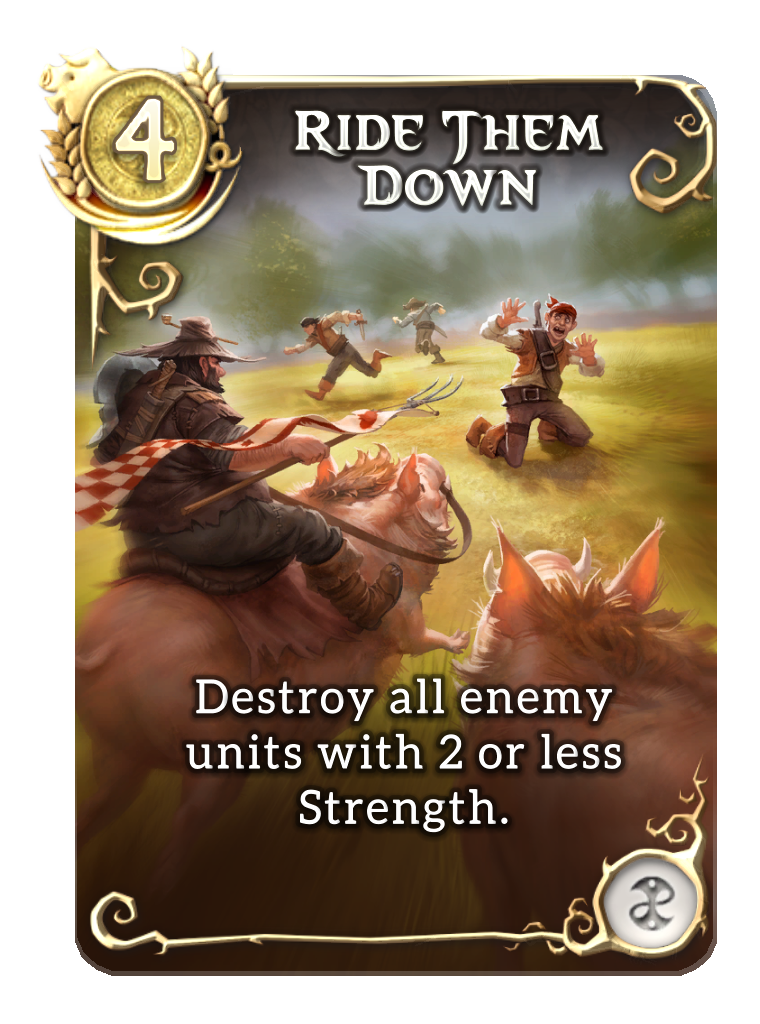 4
Ride Them
Down
Destroy all enemy
units with 2 or less
Strength.